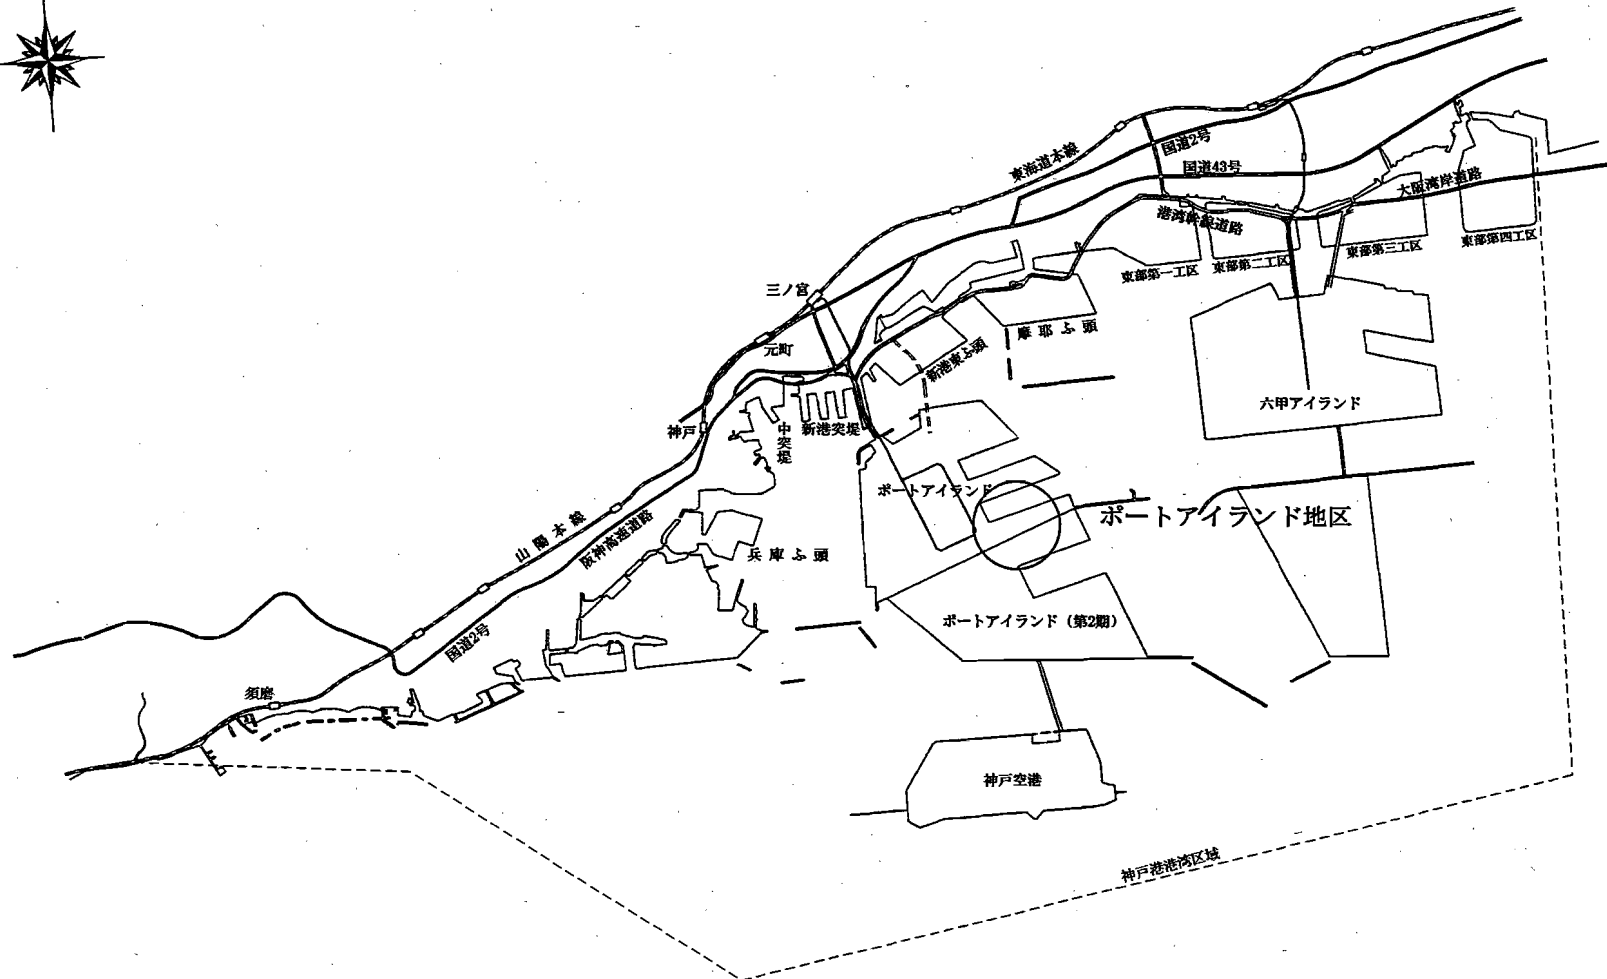 東海道本線
国道2号
国道43号
大阪湾岸道路
港湾幹線道路
東部第一工区
東部第二工区
東部第三工区
東部第四工区
三ノ宮
元町
摩耶ふ頭
新港東ふ頭
六甲アイランド
神戸
中突堤
新港突堤
ポートアイランド
ポートアイランド地区
山陽本線
阪神高速道路
兵庫ふ頭
国道2号
ポートアイランド(第2期)
須磨
神戸空港
神戸港港湾区域